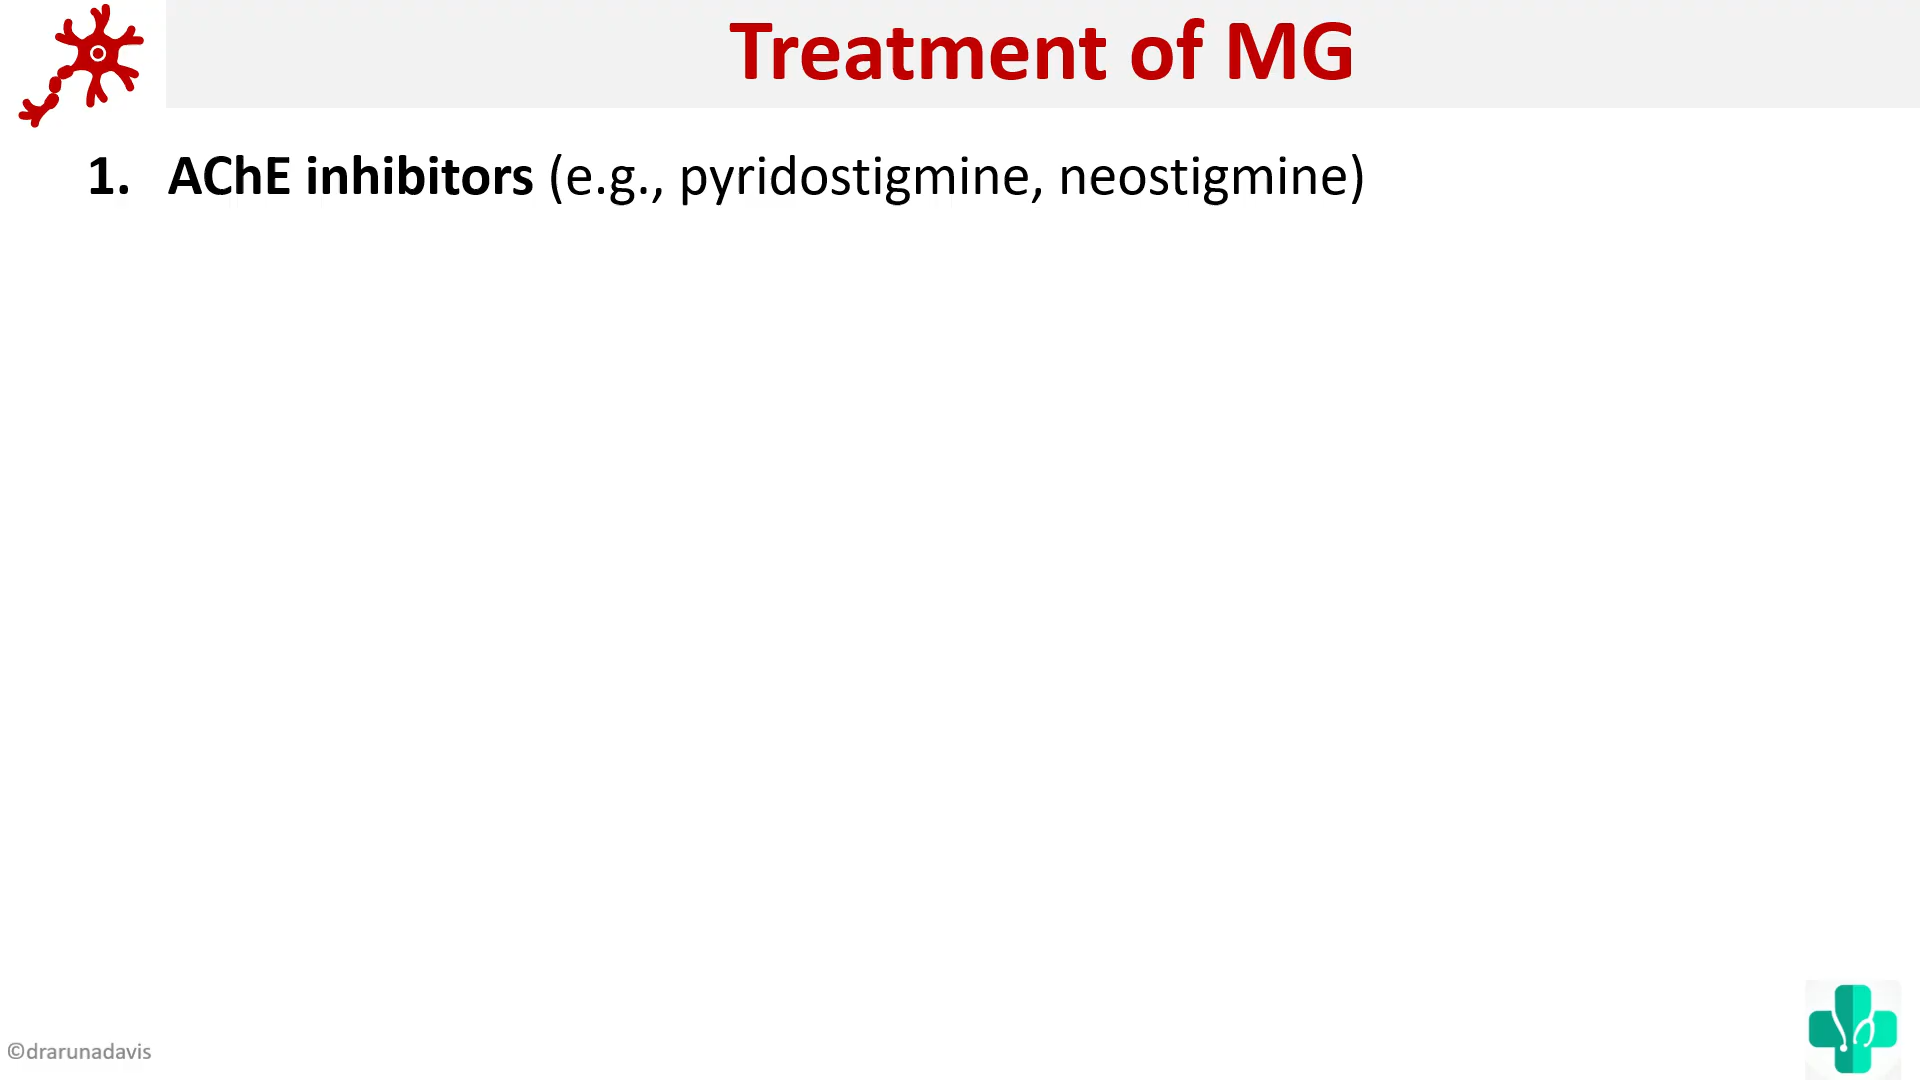 Treatment of MG
1. AChE inhibitors (e.g., pyridostigmine, neostigmine)
©drarunadavis